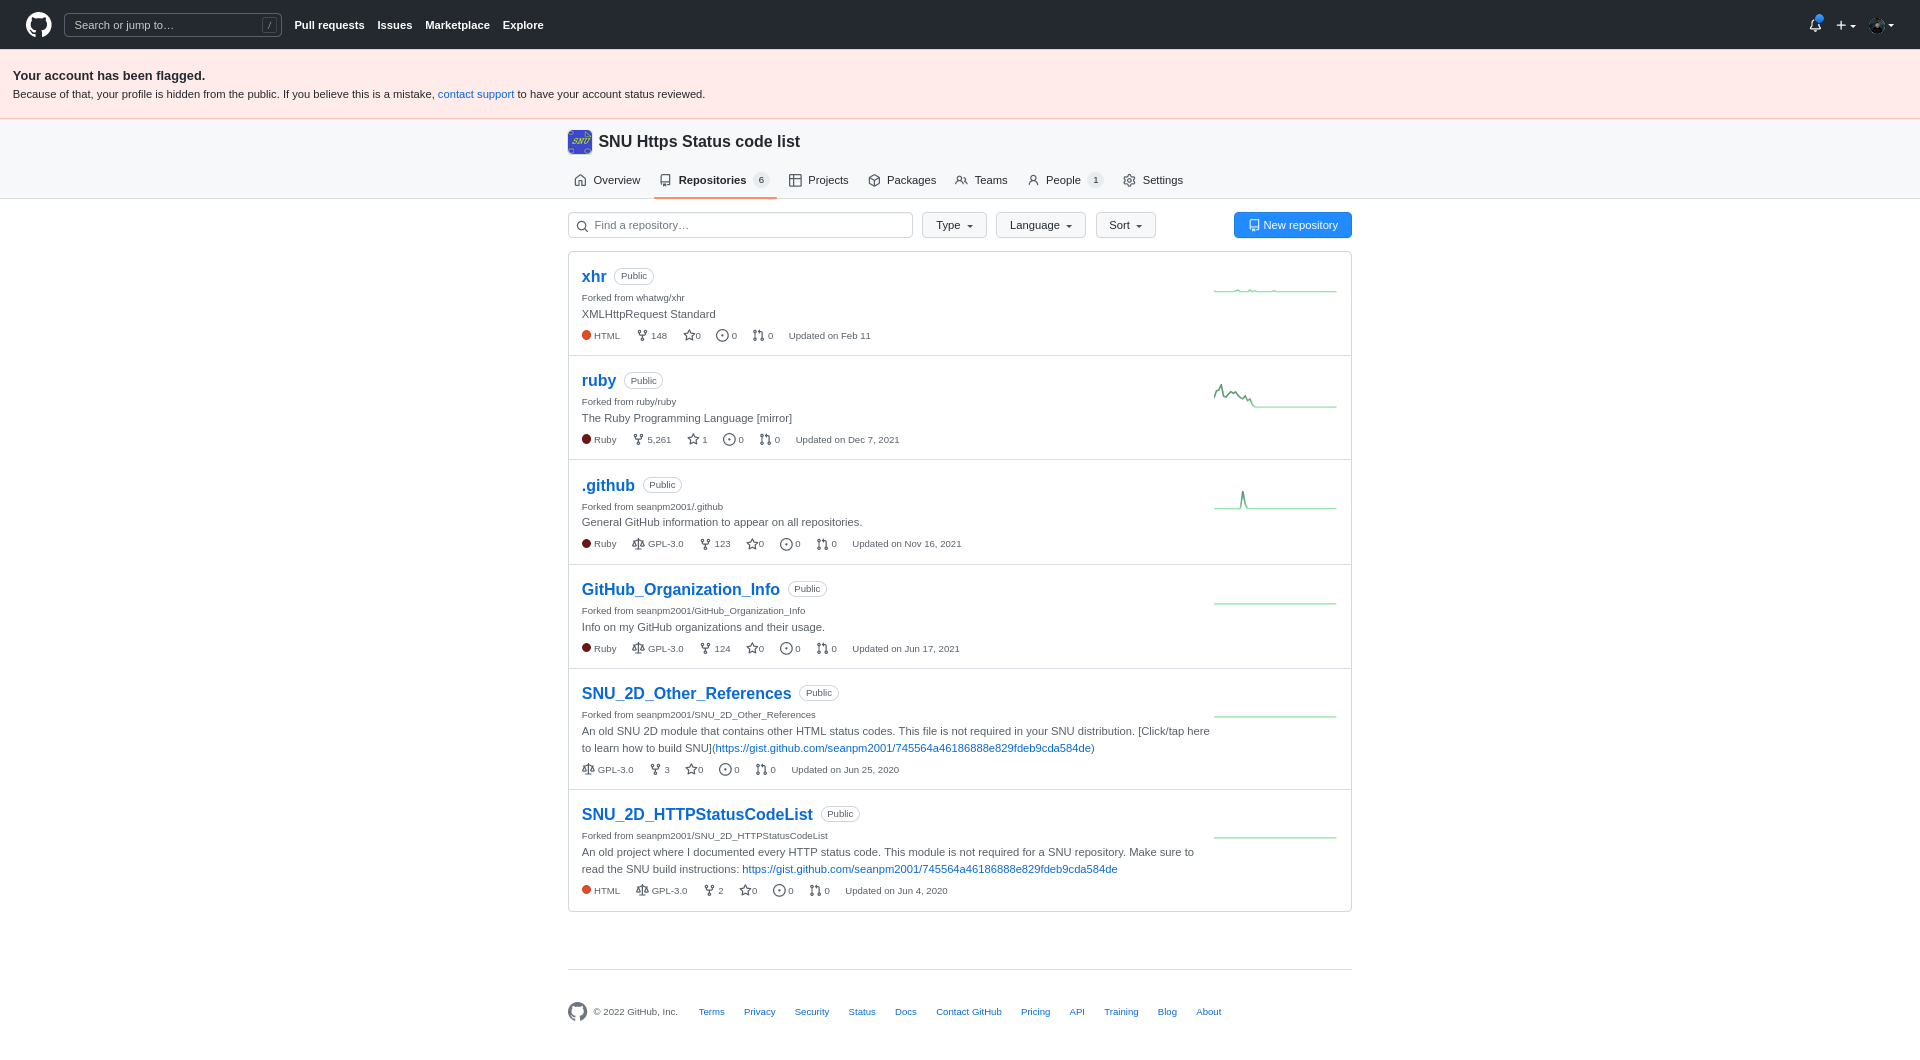 Search or jump to… /
Pull requests Issues Marketplace Explore
Your account has been flagged.
Because of that, your profile is hidden from the public. If you believe this is a mistake, contact support to have your account status reviewed.
SNU SNU Https Status code list
Overview Repositories 6 Projects Packages Teams People 1 Settings
Find a repository… Type Language Sort New repository
xhr Public
Forked from whatwg/xhr
XMLHttpRequest Standard
HTML 148 0 0 0 Updated on Feb 11
ruby Public
Forked from ruby/ruby
The Ruby Programming Language [mirror]
Ruby 5,261 1 0 0 Updated on Dec 7, 2021
.github Public
Forked from seanpm2001/.github
General GitHub information to appear on all repositories.
Ruby GPL-3.0 123 0 0 0 Updated on Nov 16, 2021
GitHub_Organization_Info Public
Forked from seanpm2001/GitHub_Organization_Info
Info on my GitHub organizations and their usage.
Ruby GPL-3.0 124 0 0 0 Updated on Jun 17, 2021
SNU_2D_Other_References Public
Forked from seanpm2001/SNU_2D_Other_References
An old SNU 2D module that contains other HTML status codes. This file is not required in your SNU distribution. [Click/tap here
to learn how to build SNU](https://gist.github.com/seanpm2001/745564a46186888e829fdeb9cda584de)
GPL-3.0 3 0 0 0 Updated on Jun 25, 2020
SNU_2D_HTTPStatusCodeList Public
Forked from seanpm2001/SNU_2D_HTTPStatusCodeList
An old project where I documented every HTTP status code. This module is not required for a SNU repository. Make sure to
read the SNU build instructions: https://gist.github.com/seanpm2001/745564a46186888e829fdeb9cda584de
HTML GPL-3.0 2 0 0 0 Updated on Jun 4, 2020
© 2022 GitHub, Inc. Terms Privacy Security Status Docs Contact GitHub Pricing API Training Blog About